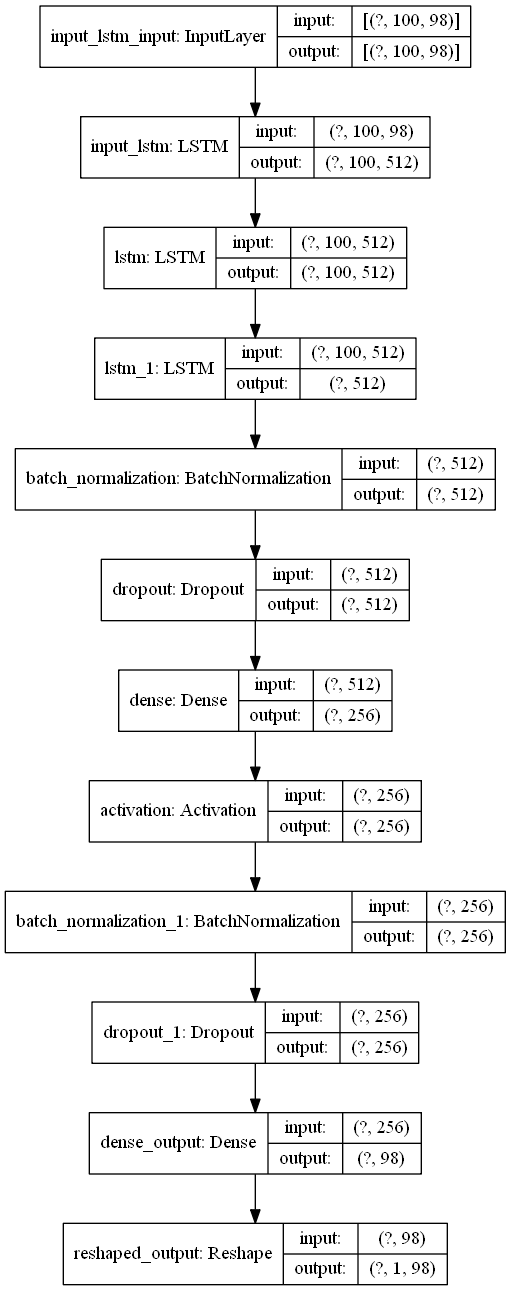 input_lstm_input: InputLayer
input: [(?, 100, 98)]
output: [(?, 100, 98)]
input_lstm: LSTM
input: (?, 100, 98)
output: (?, 100, 512)
lstm: LSTM
input: (?, 100, 512)
output: (?, 100, 512)
lstm_1: LSTM
input: (?, 100, 512)
output: (?, 512)
batch_normalization: BatchNormalization
input: (?, 512)
output: (?, 512)
dropout: Dropout
input: (?, 512)
output: (?, 512)
dense: Dense
input: (?, 512)
output: (?, 256)
activation: Activation
input: (?, 256)
output: (?, 256)
batch_normalization_1: BatchNormalization
input: (?, 256)
output: (?, 256)
dropout_1: Dropout
input: (?, 256)
output: (?, 256)
dense_output: Dense
input: (?, 256)
output: (?, 98)
reshaped_output: Reshape
input: (?, 98)
output: (?, 1, 98)